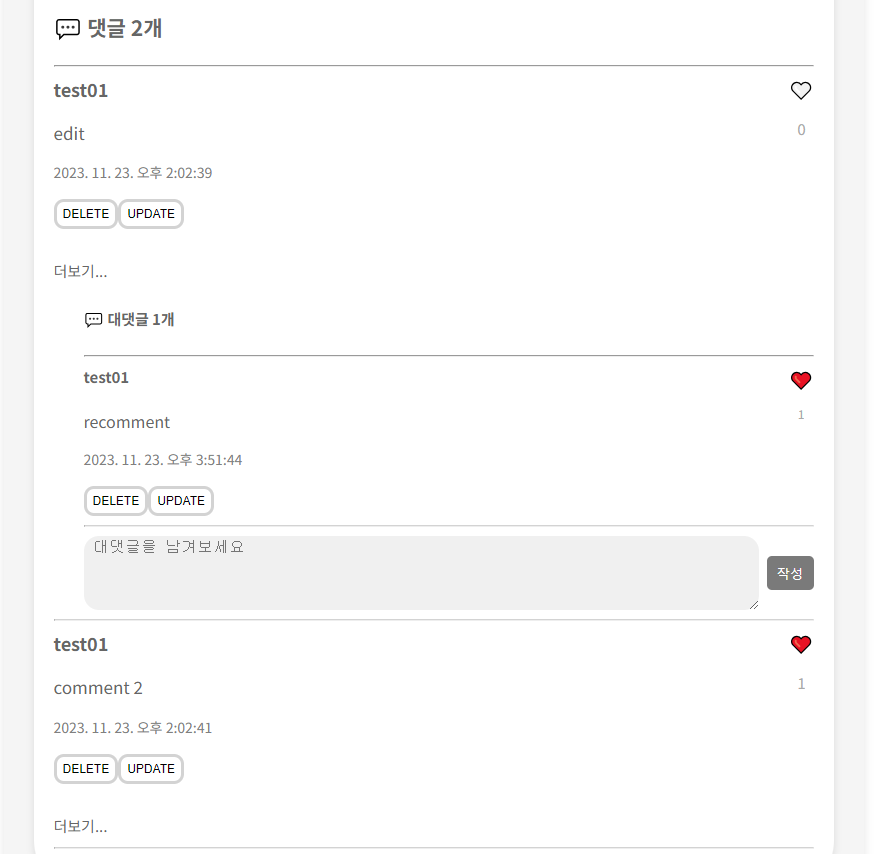 댓글 2개
test01
edit
0
2023. 11. 23. 오후 2:02:39
DELETE UPDATE
더보기...
대댓글 1개
test01
recomment
1
2023. 11. 23. 오후 3:51:44
DELETE UPDATE
대댓글을 남겨보세요
작성
test01
comment 2
1
2023. 11. 23. 오후 2:02:41
DELETE UPDATE
더보기...